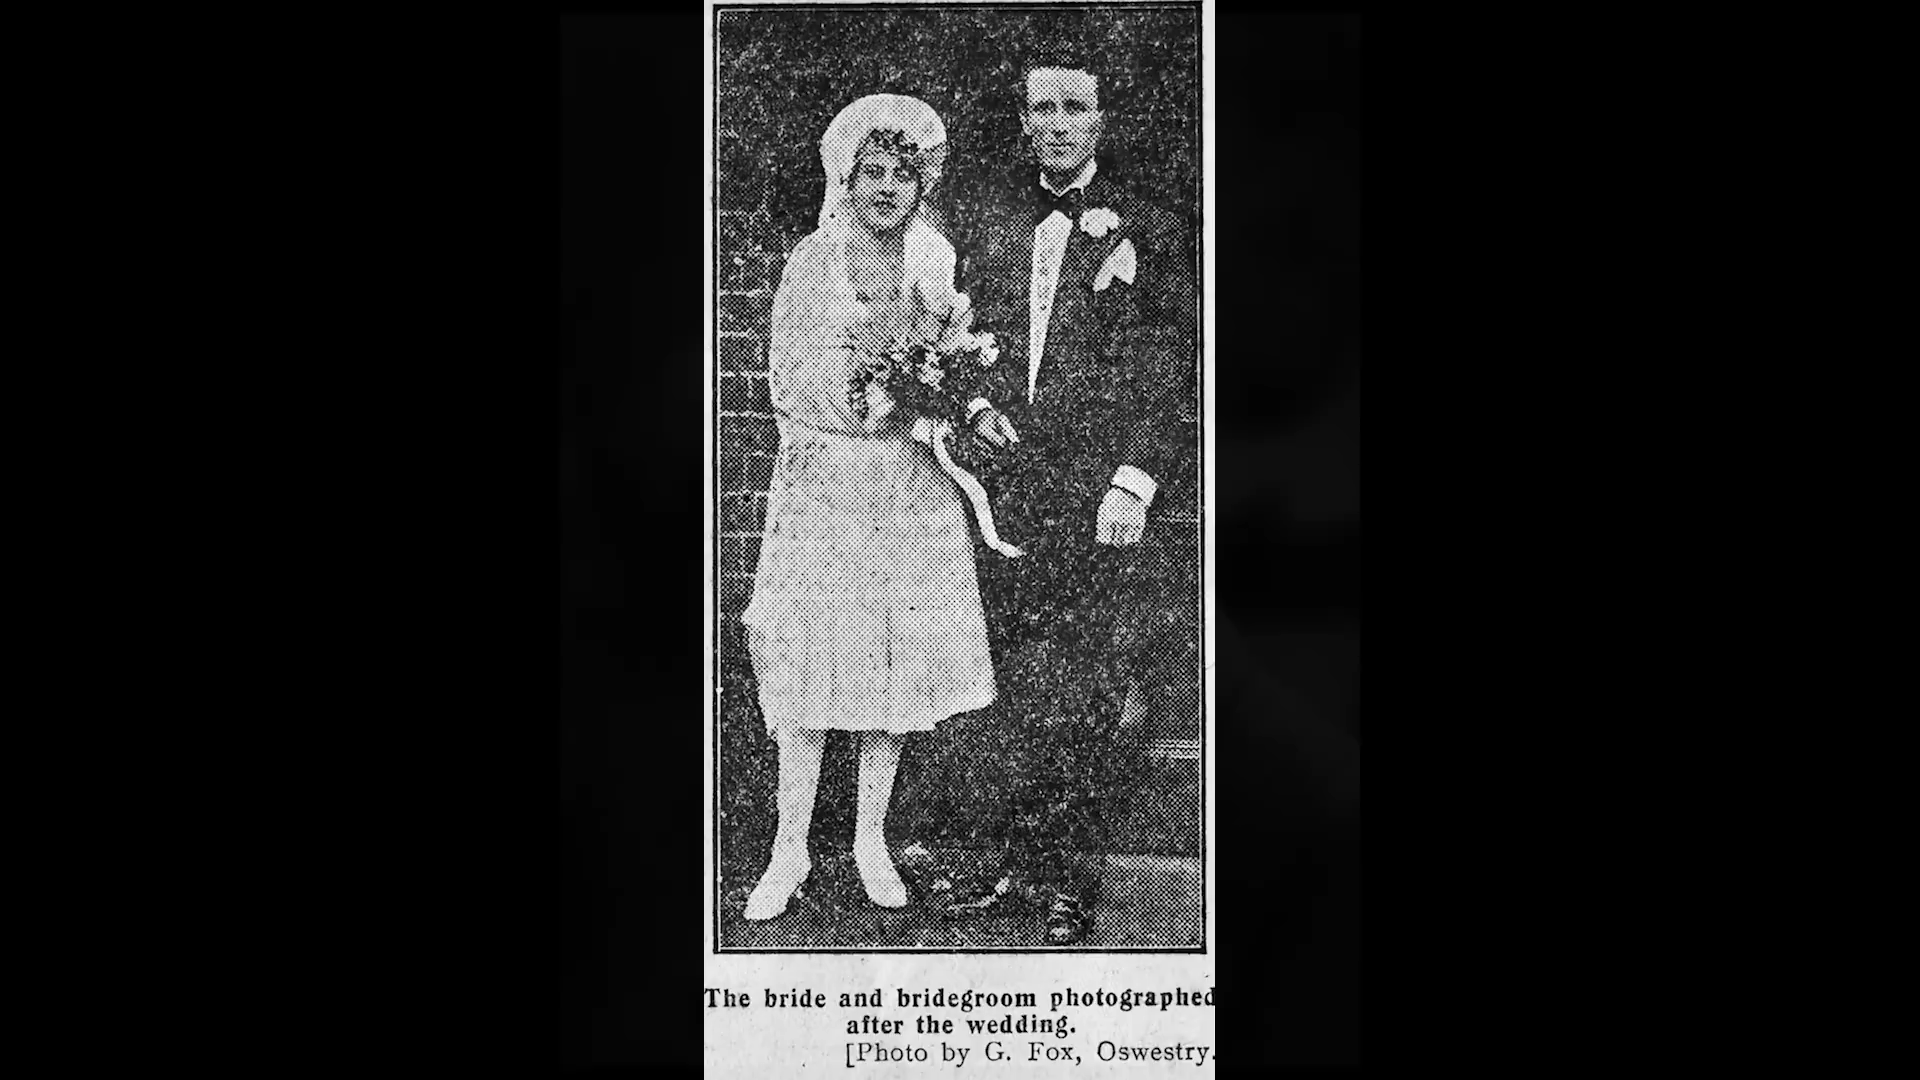 The bride and bridegroom photographed
after the wedding.
[Photo by G. Fox, Oswestry.